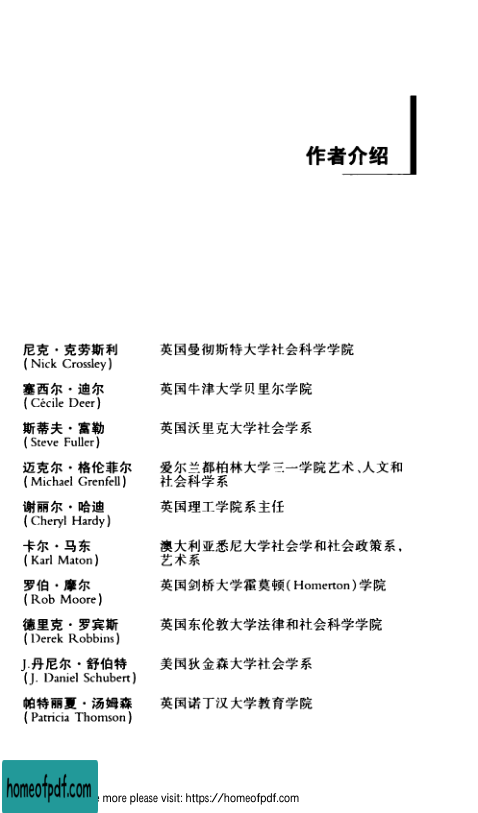 作者介绍
尼克·克劳斯利 英国曼彻斯特大学社会科学学院
(Nick Crossley)
塞西尔·迪尔 英国牛津大学贝里尔学院
(Cécile Deer)
斯蒂夫·富勒 英国沃里克大学社会学系
(Steve Fuller)
迈克尔·格伦菲尔 爱尔兰都柏林大学三一学院艺术、人文和
(Michael Grenfell) 社会科学系
谢丽尔·哈迪 英国理工学院系主任
(Cheryl Hardy)
卡尔·马东 澳大利亚悉尼大学社会学和社会政策系,
(Karl Maton) 艺术系
罗伯·摩尔 英国剑桥大学霍莫顿(Homerton)学院
(Rob Moore)
德里克·罗宾斯 英国东伦敦大学法律和社会科学学院
(Derek Robbins)
J.丹尼尔·舒伯特 美国狄金森大学社会学系
(J. Daniel Schubert)
帕特丽夏·汤姆森 英国诺丁汉大学教育学院
(Patricia Thomson)
homeofpdf.com
more please visit: https://homeofpdf.com